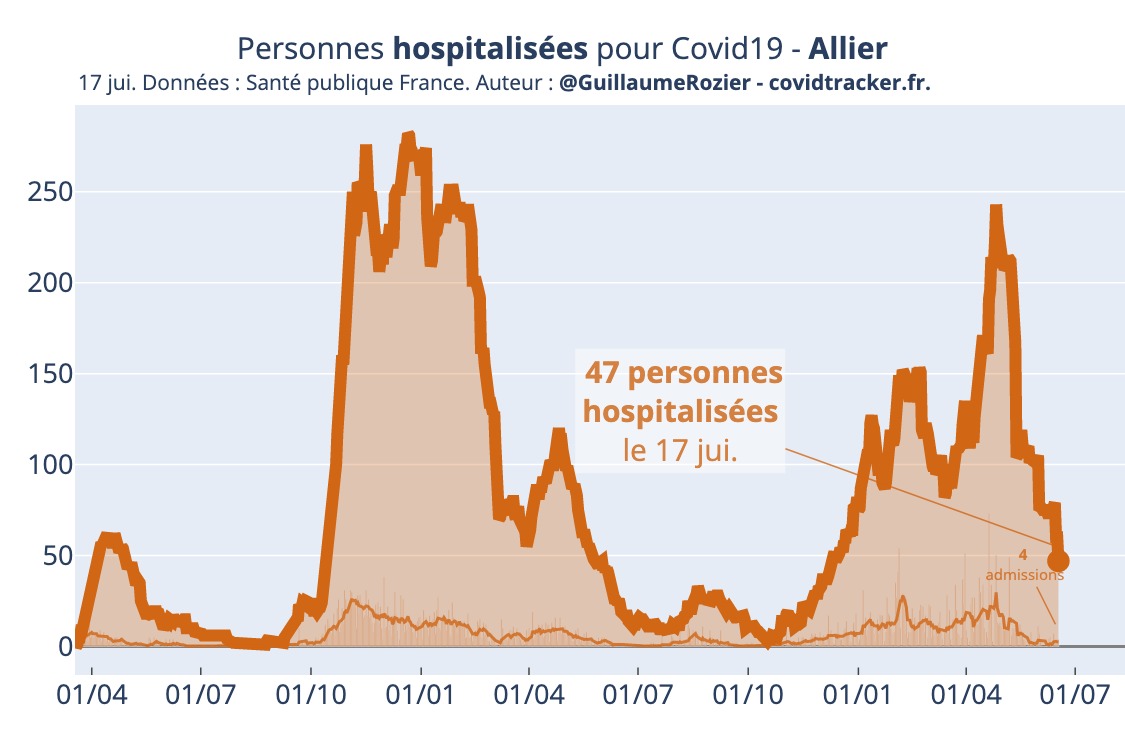 Personnes hospitalisées pour Covid19 - Allier
17 jui. Données : Santé publique France. Auteur : @GuillaumeRozier - covidtracker.fr.
250
200
150
100
50
0
47 personnes
hospitalisées
le 17 jui.
4
admissions
01/04 01/07 01/10 01/01 01/04 01/07 01/10 01/01 01/04 01/07